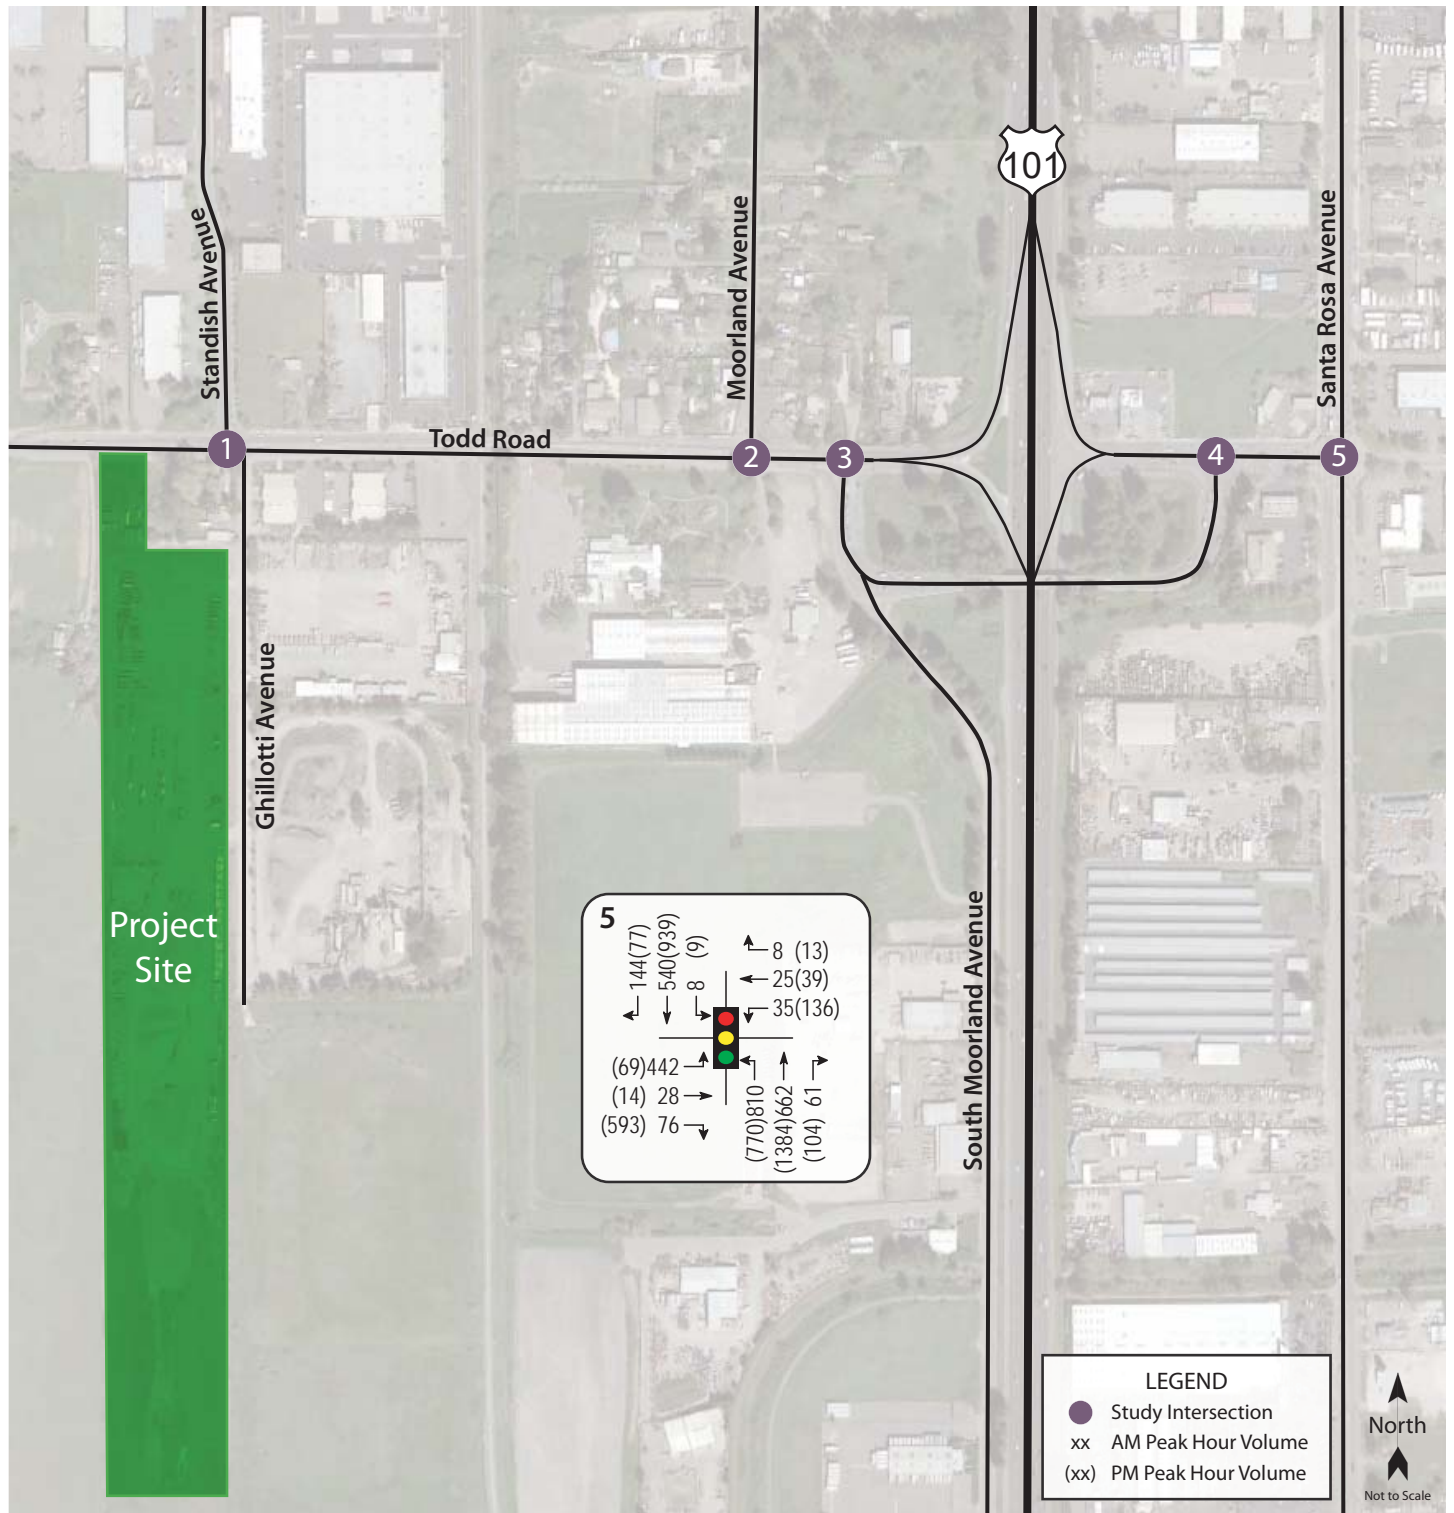 101
Standish Avenue
Moorland Avenue
Santa Rosa Avenue
Todd Road
1
2
3
4
5
Ghillotti Avenue
Project
Site
South Moorland Avenue
5
144(77)
540(939)
8 (9)
8 (13)
25(39)
35(136)
(69)442
(14) 28
(593) 76
(770)810
(1384)662
(104) 61
LEGEND
Study Intersection
xx AM Peak Hour Volume
(xx) PM Peak Hour Volume
North
Not to Scale